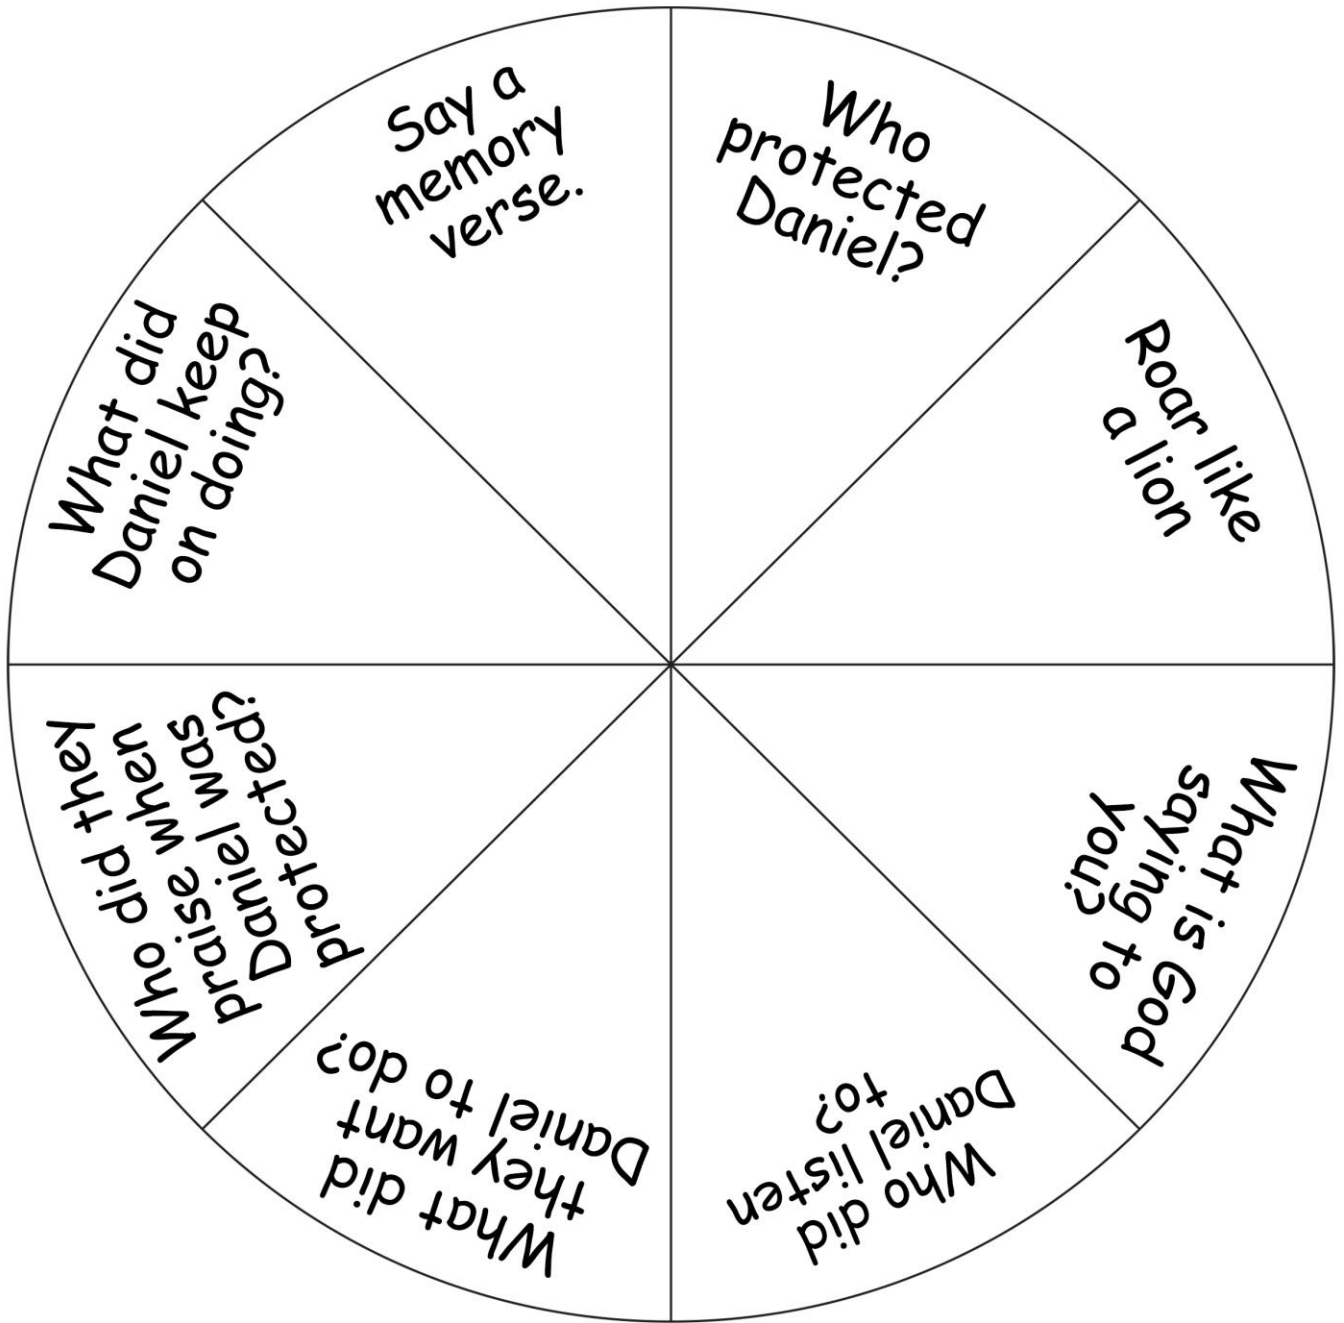 Who
protected
Daniel?
Roar like
a lion
What is God
saying to
you?
Who did
Daniel listen
to?
What did
they want
Daniel to do?
Who did they
praise when
Daniel was
protected?
What did
Daniel keep
on doing?
Say a
memory
verse.